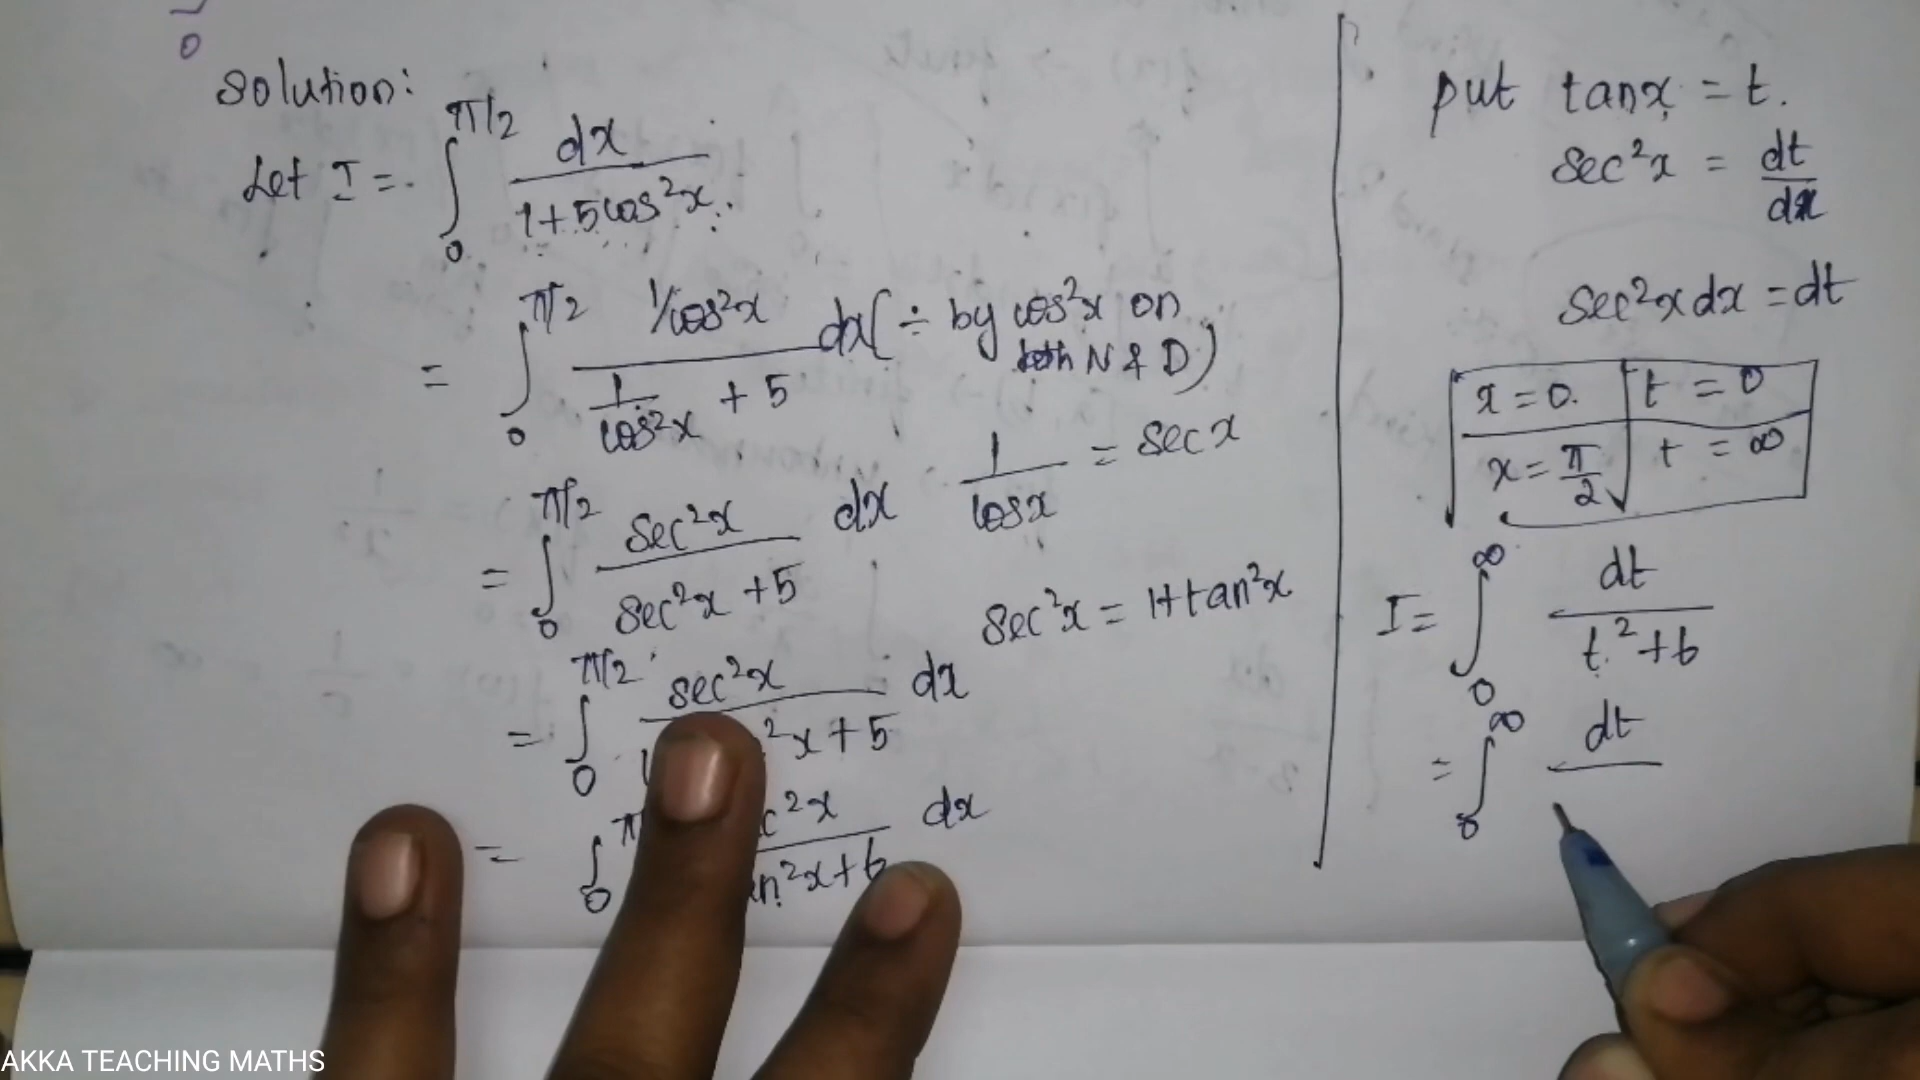 0
Solution:
Let I = ∫₀^π/2 dx / 1+5cos²x
= ∫₀^π/2 1/cos²x / 1/cos²x + 5 dx (÷ by cos²x on both N & D)
= ∫₀^π/2 sec²x / sec²x + 5 dx 1/cosx = sec x
sec²x = 1+tan²x
= ∫₀^π/2 sec²x / ²x + 5 dx
= ∫₀ ²x / ²x+6 dx
put tanx = t.
sec²x = dt/dx
sec²x dx = dt
x = 0. t = 0
x = π/2 t = ∞
I = ∫₀^∞ dt / t²+6
= ∫₀^∞ dt
AKKA TEACHING MATHS